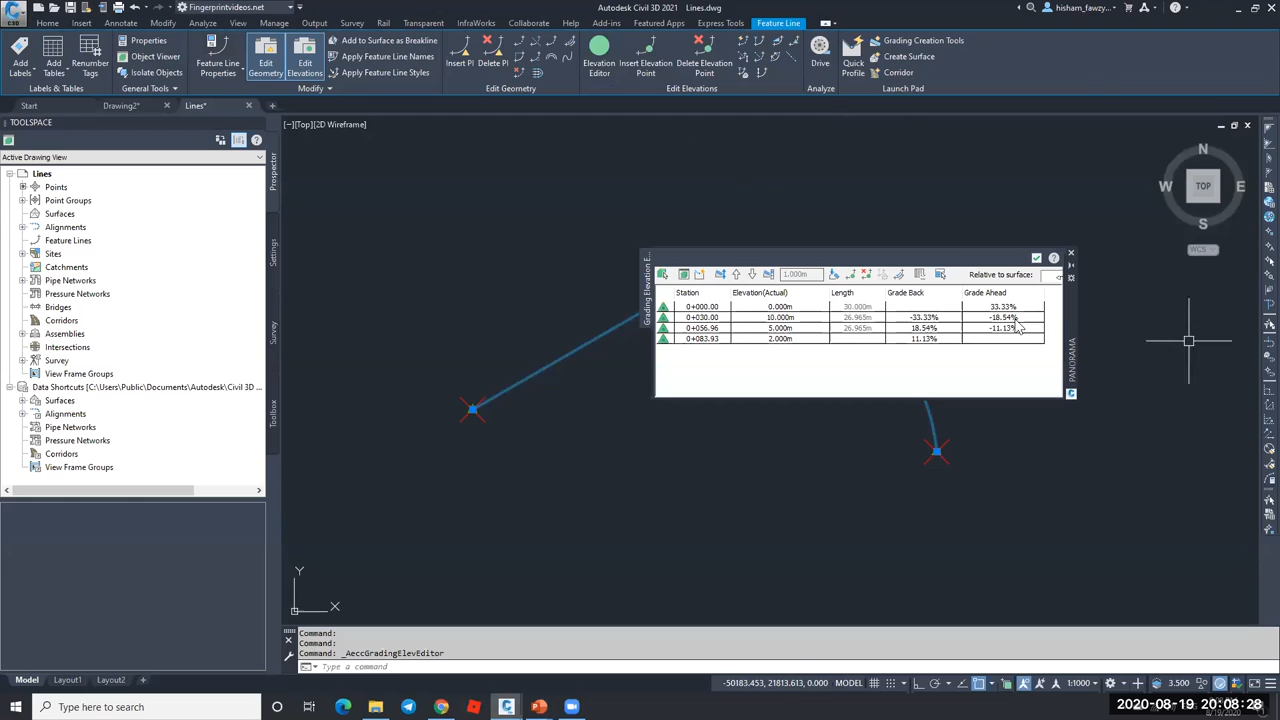 Fingerprintvideos.net
Autodesk Civil 3D 2021   Lines.dwg
hisham_fawzy...
C3D
Home Insert Annotate Modify Analyze View Manage Output Survey Rail Transparent InfraWorks Collaborate Help Add-ins Featured Apps Express Tools Feature Line
Add Labels
Add Tables
Renumber Tags
Labels & Tables
Properties
Object Viewer
Isolate Objects
General Tools
Feature Line Properties
Edit Geometry
Edit Elevations
Add to Surface as Breakline
Apply Feature Line Names
Apply Feature Line Styles
Modify
Insert PI
Delete PI
Edit Geometry
Elevation Editor
Insert Elevation Point
Delete Elevation Point
Edit Elevations
Drive
Analyze
Quick Profile
Grading Creation Tools
Create Surface
Corridor
Launch Pad
Start Drawing2* Lines*
TOOLSPACE
Active Drawing View
Lines
Points
Point Groups
Surfaces
Alignments
Feature Lines
Sites
Catchments
Pipe Networks
Pressure Networks
Bridges
Corridors
Assemblies
Intersections
Survey
View Frame Groups
Data Shortcuts [C:\Users\Public\Documents\Autodesk\Civil 3D ...
Surfaces
Alignments
Pipe Networks
Pressure Networks
Corridors
View Frame Groups
Prospector
Settings
Survey
Toolbox
[−][Top][2D Wireframe]
N
W TOP E
S
WCS
Grading Elevation E...
1.000m
Relative to surface:
Station Elevation(Actual) Length Grade Back Grade Ahead
0+000.00 0.000m 30.000m 33.33%
0+030.00 10.000m 26.965m -33.33% -18.54%
0+056.96 5.000m 26.965m 18.54% -11.13%
0+083.93 2.000m 11.13%
PANORAMA
Y
X
Command:
Command:
Command: _AeccGradingElevEditor
Type a command
Model Layout1 Layout2 +
-50183.453, 21813.613, 0.000 MODEL
1:1000
3.500
Type here to search
2020-08-19 20:08:28